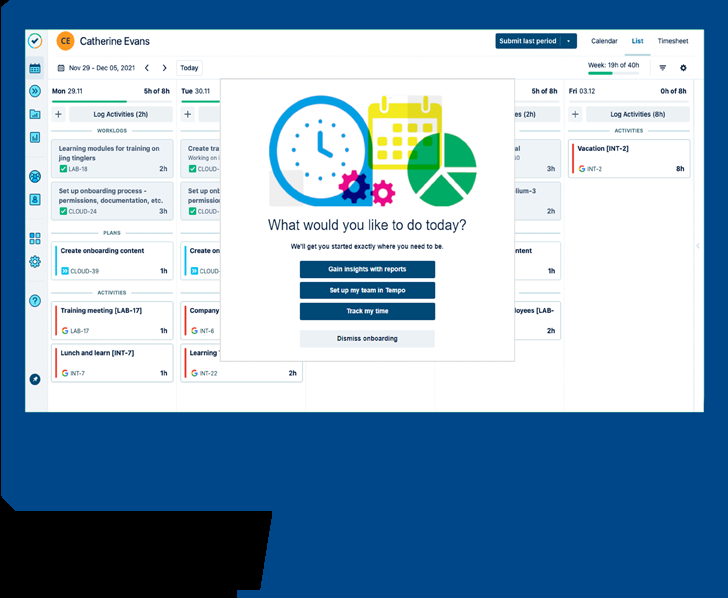 CE Catherine Evans
Submit last period
Calendar List Timesheet
Nov 29 - Dec 05, 2021
Today
Week: 19h of 40h
Mon 29.11 5h of 8h
Log Activities (2h)
WORKLOGS
Learning modules for training on
jing tinglers
LAB-18 2h
Set up onboarding process -
permissions, documentation, etc.
CLOUD-24 3h
PLANS
Create onboarding content
CLOUD-39 1h
ACTIVITIES
Training meeting [LAB-17]
LAB-17 1h
Lunch and learn [INT-7]
INT-7 1h
Tue 30.11
Create tra
Working on i
CLOUD-
Set up onb
permission
CLOUD-
Create on
CLOUD-
Company
INT-6
Learning
INT-22 2h
What would you like to do today?
We'll get you started exactly where you need to be.
Gain insights with reports
Set up my team in Tempo
Track my time
Dismiss onboarding
5h of 8h
es (2h)
3h
lium-3
2h
ntent
1h
loyees [LAB-
2h
Fri 03.12 0h of 8h
Log Activities (8h)
ACTIVITIES
Vacation [INT-2]
INT-2 8h